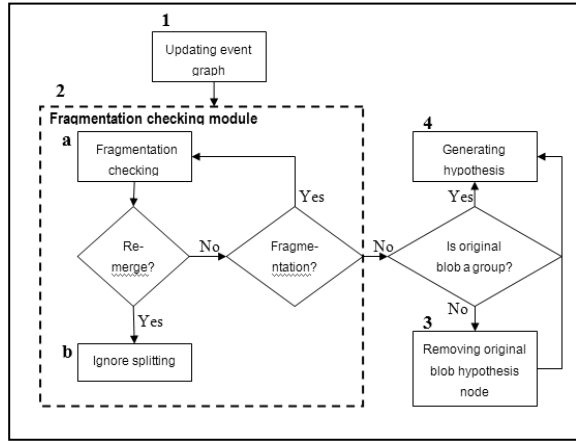 1
Updating event
graph
2
Fragmentation checking module
a
Fragmentation
checking
Yes
Re-
merge?
No
Fragme-
ntation?
No
Yes
b
Ignore splitting
4
Generating
hypothesis
Yes
Is original
blob a group?
No
3
Removing original
blob hypothesis
node